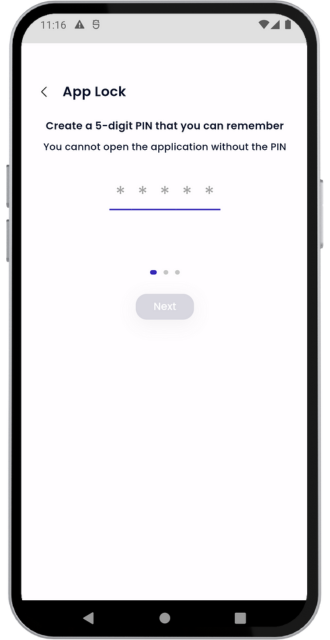 11:16
App Lock
Create a 5-digit PIN that you can remember
You cannot open the application without the PIN
* * * * *
Next